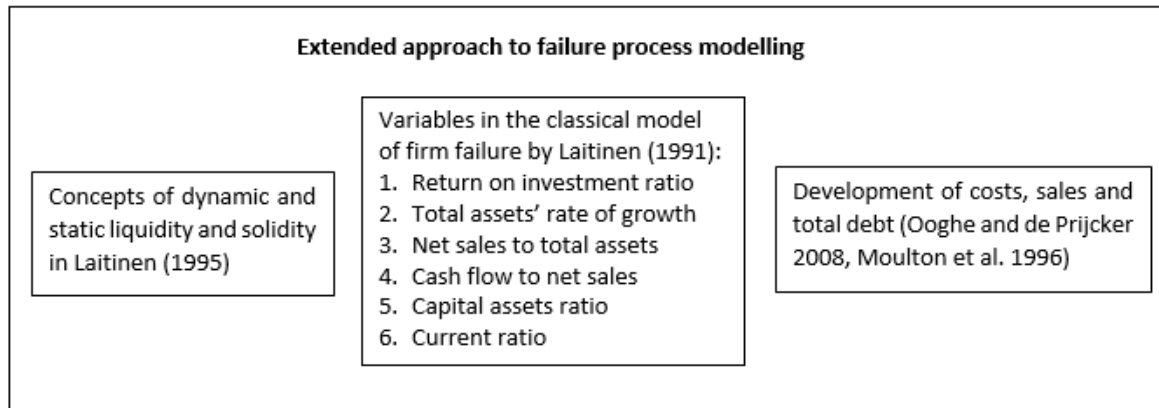 Extended approach to failure process modelling
Concepts of dynamic and
static liquidity and solidity
in Laitinen (1995)
Variables in the classical model
of firm failure by Laitinen (1991):
1. Return on investment ratio
2. Total assets’ rate of growth
3. Net sales to total assets
4. Cash flow to net sales
5. Capital assets ratio
6. Current ratio
Development of costs, sales and
total debt (Ooghe and de Prijcker
2008, Moulton et al. 1996)